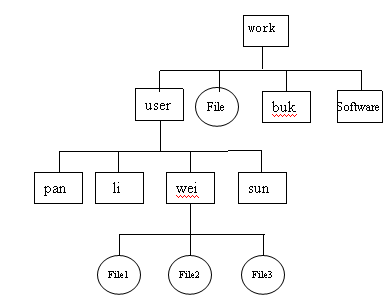 work
user
File
buk
Software
pan
li
wei
sun
File1
File2
File3